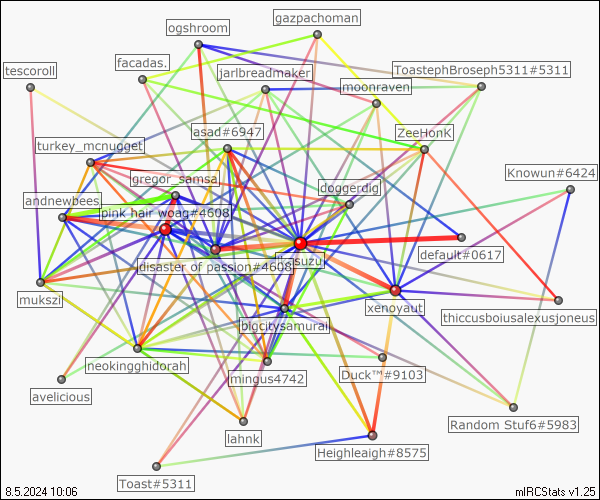 gazpachoman
ogshroom
facadas.
tescoroll
jarlbreadmaker
ToastephBroseph5311#5311
moonraven
asad#6947
ZeeHonK
turkey_mcnugget
gregor_samsa
Knowun#6424
doggerdig
andnewbees
pink hair woag#4608
default#0617
disaster of passion#4608
mukszi
xenoyaut
thiccusboiusalexusjoneus
bigcitysamurai
neokingghidorah
mingus4742
Duck™#9103
avelicious
Random Stuf6#5983
lahnk
Heighleaigh#8575
Toast#5311
8.5.2024 10:06
mIRCStats v1.25